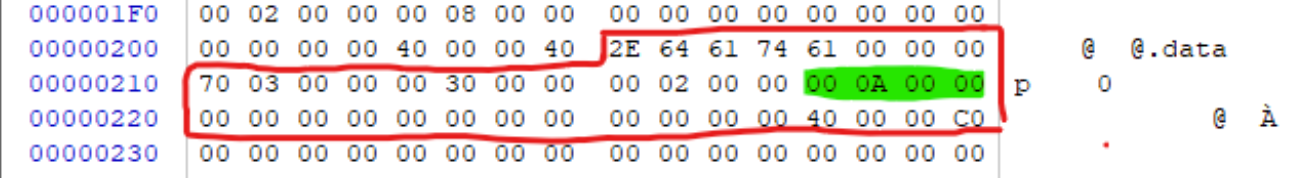 000001F0 00 02 00 00 00 08 00 00 00 00 00 00 00 00 00 00
00000200 00 00 00 00 40 00 00 40 2E 64 61 74 61 00 00 00 @ @.data
00000210 70 03 00 00 00 30 00 00 00 02 00 00 00 0A 00 00 p 0
00000220 00 00 00 00 00 00 00 00 00 00 00 00 40 00 00 C0 @ À
00000230 00 00 00 00 00 00 00 00 00 00 00 00 00 00 00 00